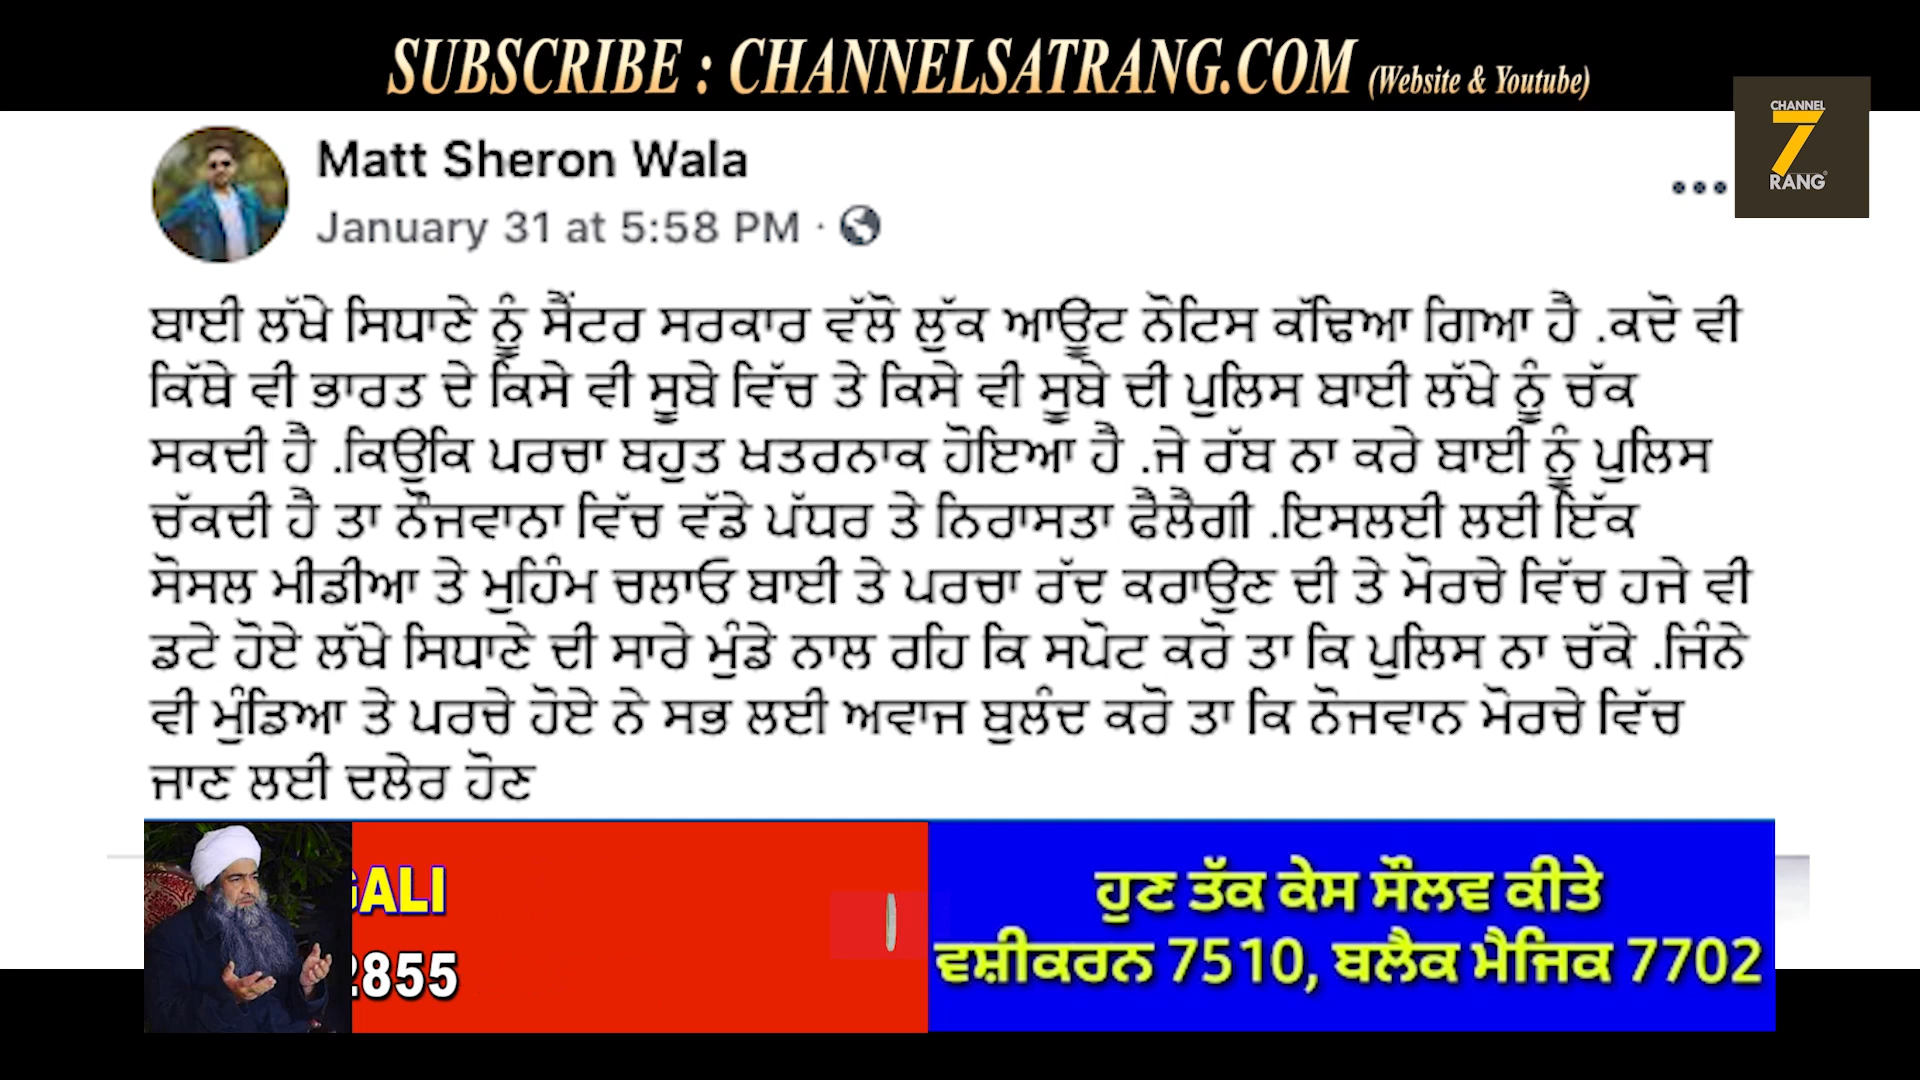 SUBSCRIBE : CHANNELSATRANG.COM (Website & Youtube)
CHANNEL
7
RANG
Matt Sheron Wala
January 31 at 5:58 PM ·
ਬਾਈ ਲੱਖੇ ਸਿਧਾਣੇ ਨੂੰ ਸੈਂਟਰ ਸਰਕਾਰ ਵੱਲੋ ਲੁੱਕ ਆਊਟ ਨੋਟਿਸ ਕੱਢਿਆ ਗਿਆ ਹੈ .ਕਦੋ ਵੀ
ਕਿੱਥੇ ਵੀ ਭਾਰਤ ਦੇ ਕਿਸੇ ਵੀ ਸੂਬੇ ਵਿੱਚ ਤੇ ਕਿਸੇ ਵੀ ਸੂਬੇ ਦੀ ਪੁਲਿਸ ਬਾਈ ਲੱਖੇ ਨੂੰ ਚੱਕ
ਸਕਦੀ ਹੈ .ਕਿਉਕਿ ਪਰਚਾ ਬਹੁਤ ਖਤਰਨਾਕ ਹੋਇਆ ਹੈ .ਜੇ ਰੱਬ ਨਾ ਕਰੇ ਬਾਈ ਨੂੰ ਪੁਲਿਸ
ਚੱਕਦੀ ਹੈ ਤਾ ਨੌਜਵਾਨਾ ਵਿੱਚ ਵੱਡੇ ਪੱਧਰ ਤੇ ਨਿਰਾਸਤਾ ਫੈਲੈਗੀ .ਇਸਲਈ ਲਈ ਇੱਕ
ਸੋਸਲ ਮੀਡੀਆ ਤੇ ਮੁਹਿੰਮ ਚਲਾਓ ਬਾਈ ਤੇ ਪਰਚਾ ਰੱਦ ਕਰਾਉਣ ਦੀ ਤੇ ਮੋਰਚੇ ਵਿੱਚ ਹਜੇ ਵੀ
ਡਟੇ ਹੋਏ ਲੱਖੇ ਸਿਧਾਣੇ ਦੀ ਸਾਰੇ ਮੁੰਡੇ ਨਾਲ ਰਹਿ ਕਿ ਸਪੋਟ ਕਰੋ ਤਾ ਕਿ ਪੁਲਿਸ ਨਾ ਚੱਕੇ .ਜਿੰਨੇ
ਵੀ ਮੁੰਡਿਆ ਤੇ ਪਰਚੇ ਹੋਏ ਨੇ ਸਭ ਲਈ ਅਵਾਜ ਬੁਲੰਦ ਕਰੋ ਤਾ ਕਿ ਨੋਜਵਾਨ ਮੋਰਚੇ ਵਿੱਚ
ਜਾਣ ਲਈ ਦਲੇਰ ਹੋਣ
GALI
2855
ਹੁਣ ਤੱਕ ਕੇਸ ਸੌਲਵ ਕੀਤੇ
ਵਸ਼ੀਕਰਨ 7510, ਬਲੈਕ ਮੈਜਿਕ 7702